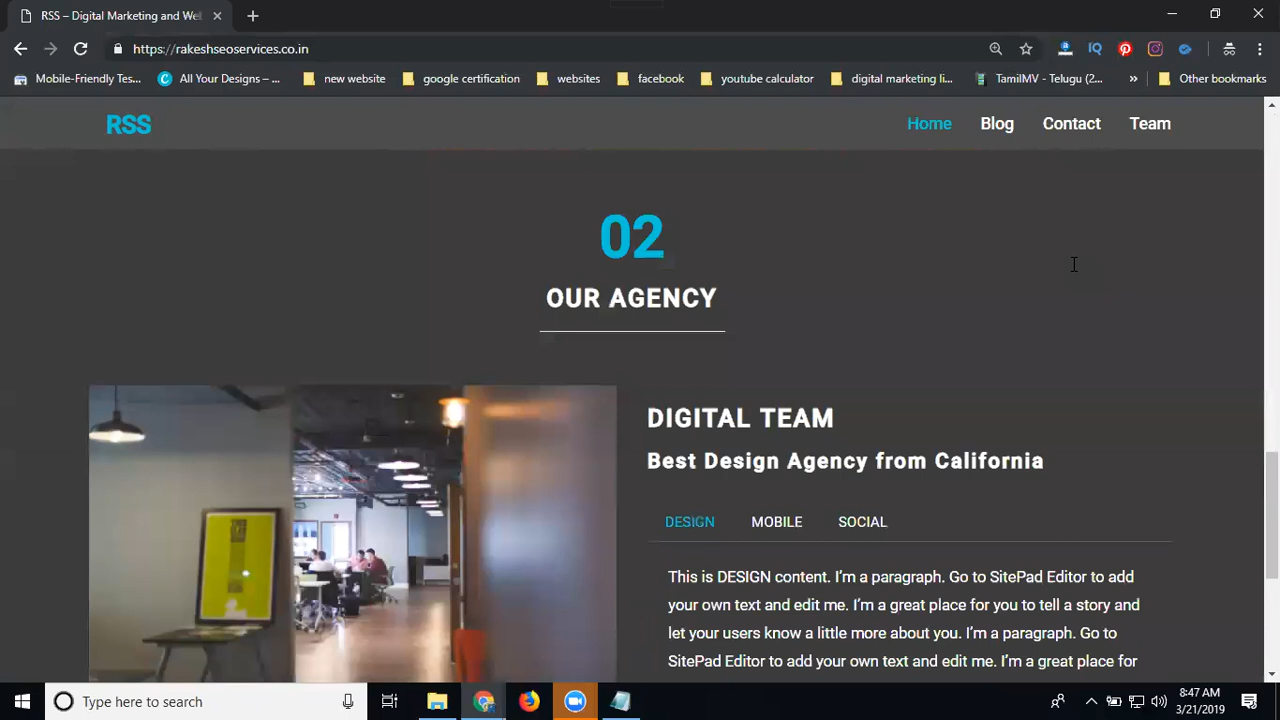 RSS – Digital Marketing and Wel
https://rakeshseoservices.co.in
Mobile-Friendly Tes...
All Your Designs – ...
new website
google certification
websites
facebook
youtube calculator
digital marketing li...
TamilMV - Telugu (2...
Other bookmarks
RSS
Home
Blog
Contact
Team
02
OUR AGENCY
DIGITAL TEAM
Best Design Agency from California
DESIGN
MOBILE
SOCIAL
This is DESIGN content. I'm a paragraph. Go to SitePad Editor to add
your own text and edit me. I'm a great place for you to tell a story and
let your users know a little more about you. I'm a paragraph. Go to
SitePad Editor to add your own text and edit me. I'm a great place for
Type here to search
8:47 AM
3/21/2019